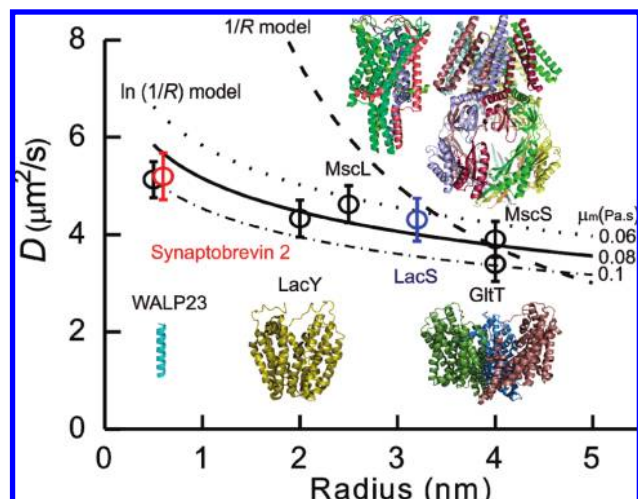 8
6
4
2
0
D (μm²/s)
1/R model
ln (1/R) model
MscL
MscS
μm(Pa.s)
0.06
0.08
0.1
Synaptobrevin 2
LacS
GltT
WALP23
LacY
0 1 2 3 4 5
Radius (nm)